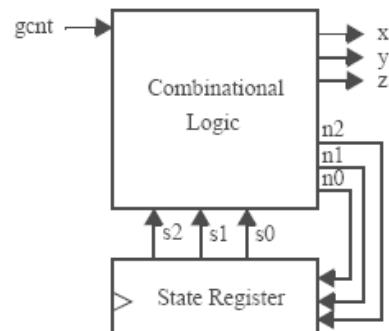 gcnt
x
y
z
Combinational
Logic
n2
n1
n0
s2 s1 s0
State Register